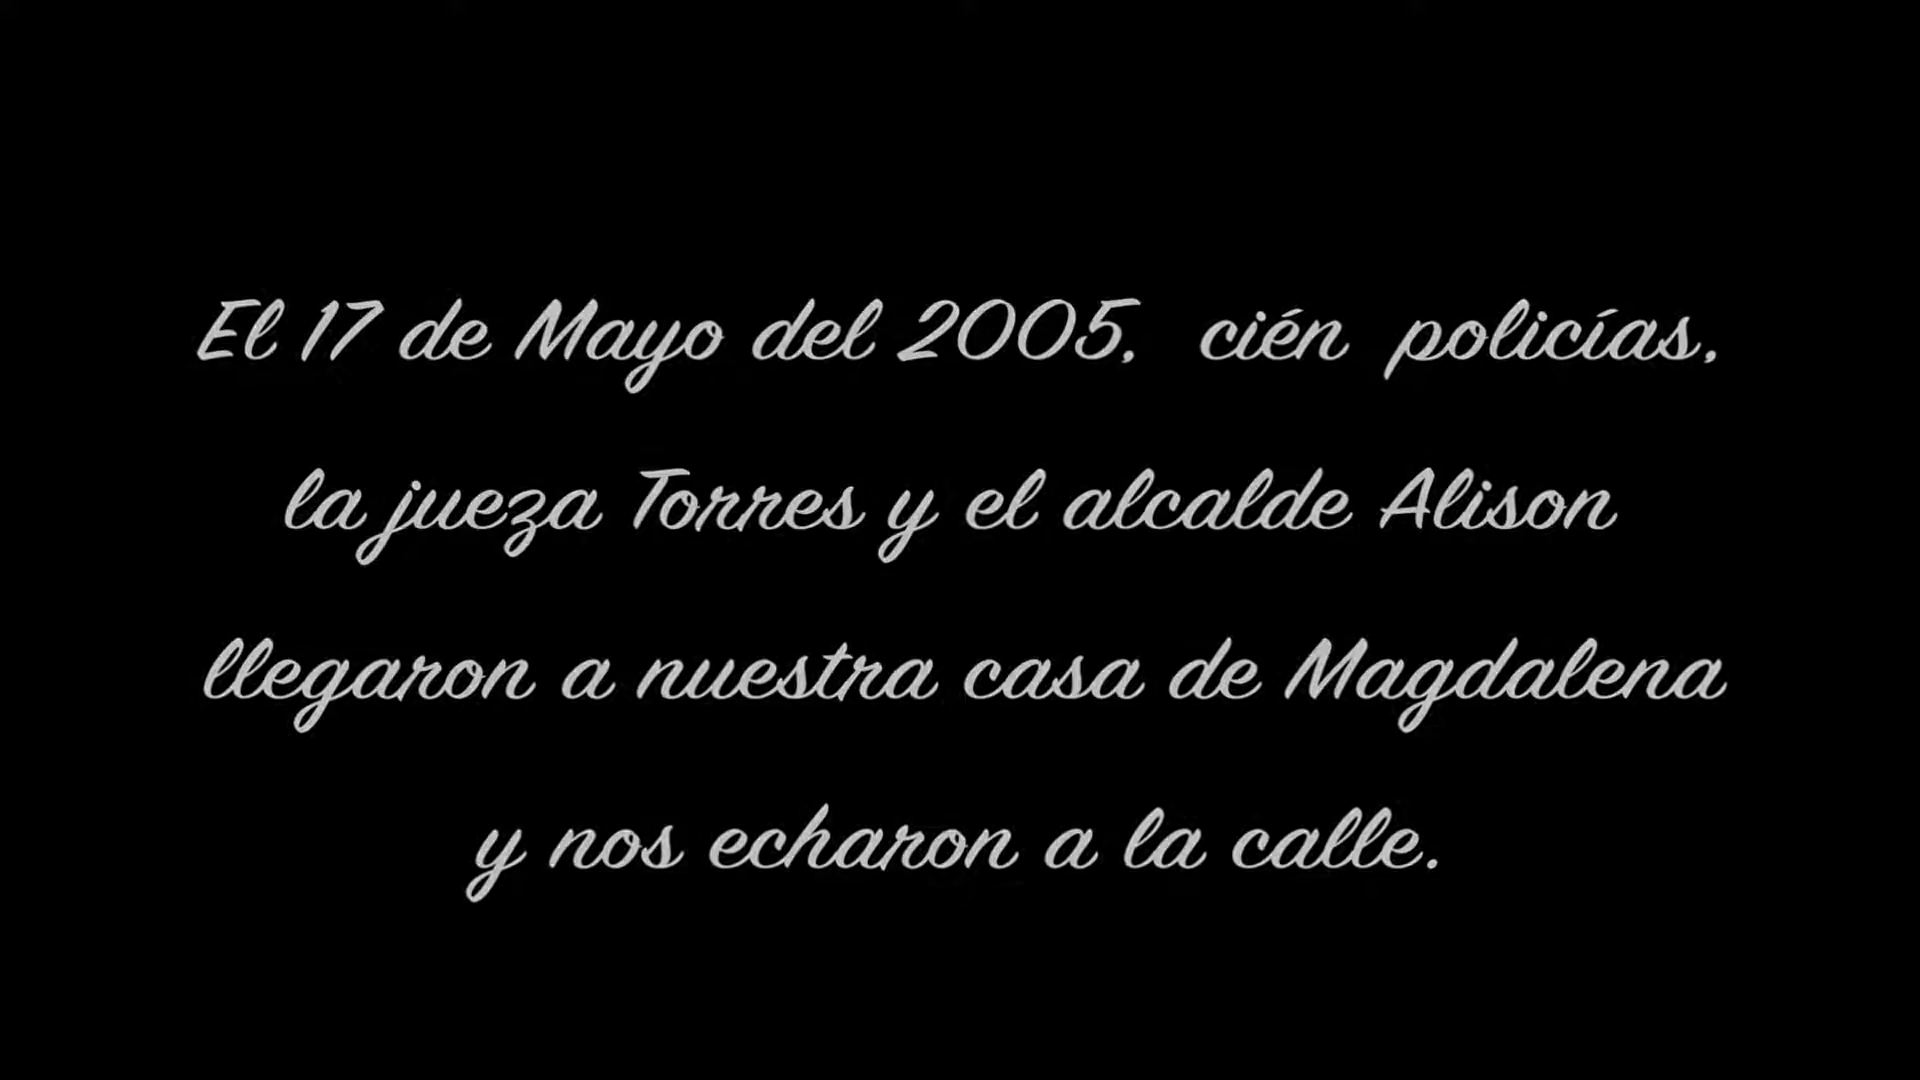 El 17 de Mayo del 2005, cién policías,
la jueza Torres y el alcalde Alison
llegaron a nuestra casa de Magdalena
y nos echaron a la calle.